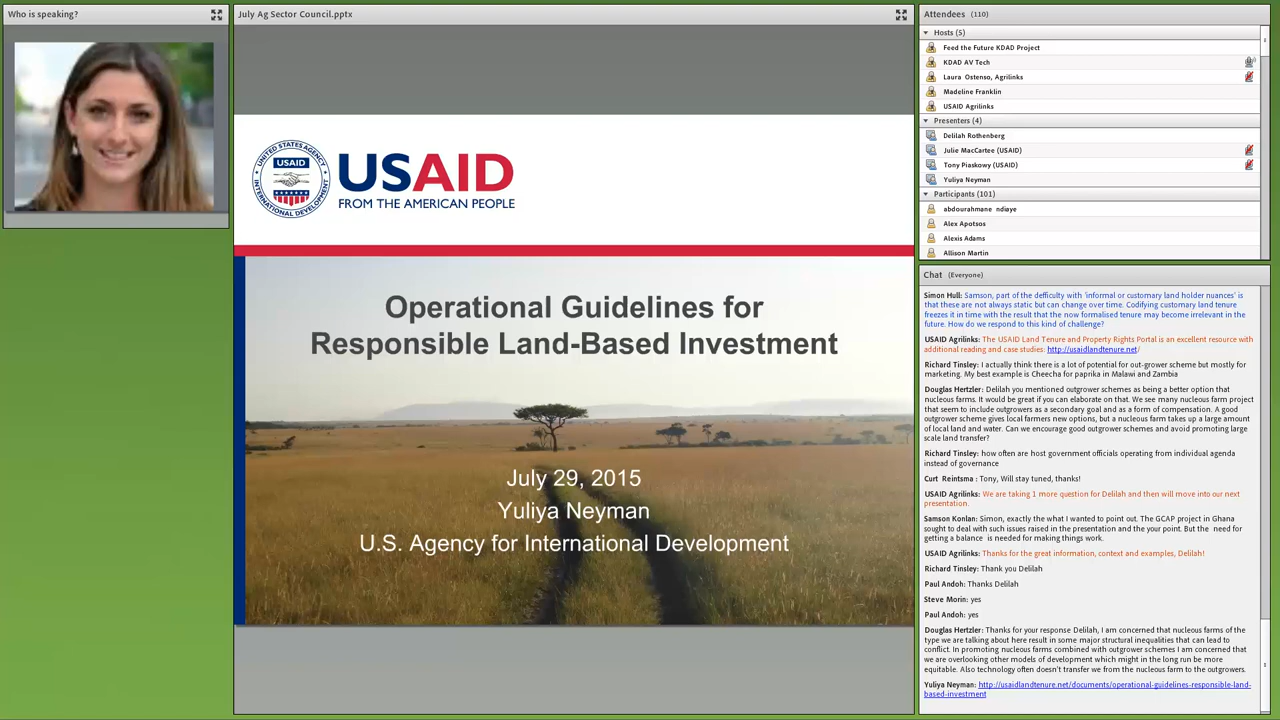 Who is speaking?
July Ag Sector Council.pptx
UNITED STATES AGENCY
USAID
INTERNATIONAL DEVELOPMENT
USAID
FROM THE AMERICAN PEOPLE
Operational Guidelines for
Responsible Land-Based Investment
July 29, 2015
Yuliya Neyman
U.S. Agency for International Development
Attendees (110)
Hosts (5)
Feed the Future KDAD Project
KDAD AV Tech
Laura Ostenso, Agrilinks
Madeline Franklin
USAID Agrilinks
Presenters (4)
Delilah Rothenberg
Julie MacCartee (USAID)
Tony Piaskowy (USAID)
Yuliya Neyman
Participants (101)
abdourahmane ndiaye
Alex Apotsos
Alexis Adams
Allison Martin
Chat (Everyone)
Simon Hull: Samson, part of the defficulty with 'informal or customary land holder nuances' is
that these are not always static but can change over time. Codifying customary land tenure
freezes it in time with the result that the now formalised tenure may become irrelevant in the
future. How do we respond to this kind of challenge?
USAID Agrilinks: The USAID Land Tenure and Property Rights Portal is an excellent resource with
additional reading and case studies: http://usaidlandtenure.net/
Richard Tinsley: I actually think there is a lot of potential for out-grower scheme but mostly for
marketing. My best example is Cheecha for paprika in Malawi and Zambia
Douglas Hertzler: Delilah you mentioned outgrower schemes as being a better option that
nucleous farms. It would be great if you can elaborate on that. We see many nucleous farm project
that seem to include outgrowers as a secondary goal and as a form of compensation. A good
outgrower scheme gives local farmers new options, but a nucleous farm takes up a large amount
of local land and water. Can we encourage good outgrower schemes and avoid promoting large
scale land transfer?
Richard Tinsley: how often are host government officials operating from individual agenda
instead of governance
Curt Reintsma : Tony, Will stay tuned, thanks!
USAID Agrilinks: We are taking 1 more question for Delilah and then will move into our next
presentation.
Samson Konlan: Simon, exactly the what I wanted to point out. The GCAP project in Ghana
sought to deal with such issues raised in the presentation and the your point. But the need for
getting a balance is needed for making things work.
USAID Agrilinks: Thanks for the great information, context and examples, Delilah!
Richard Tinsley: Thank you Delilah
Paul Andoh: Thanks Delilah
Steve Morin: yes
Paul Andoh: yes
Douglas Hertzler: Thanks for your response Delilah, I am concerned that nucleous farms of the
type we are talking about here result in some major structural inequalities that can lead to
conflict. In promoting nucleous farms combined with outgrower schemes I am concerned that
we are overlooking other models of development which might in the long run be more
equitable. Also technology often doesn't transfer we from the nucleous farm to the outgrowers.
Yuliya Neyman: http://usaidlandtenure.net/documents/operational-guidelines-responsible-land-
based-investment